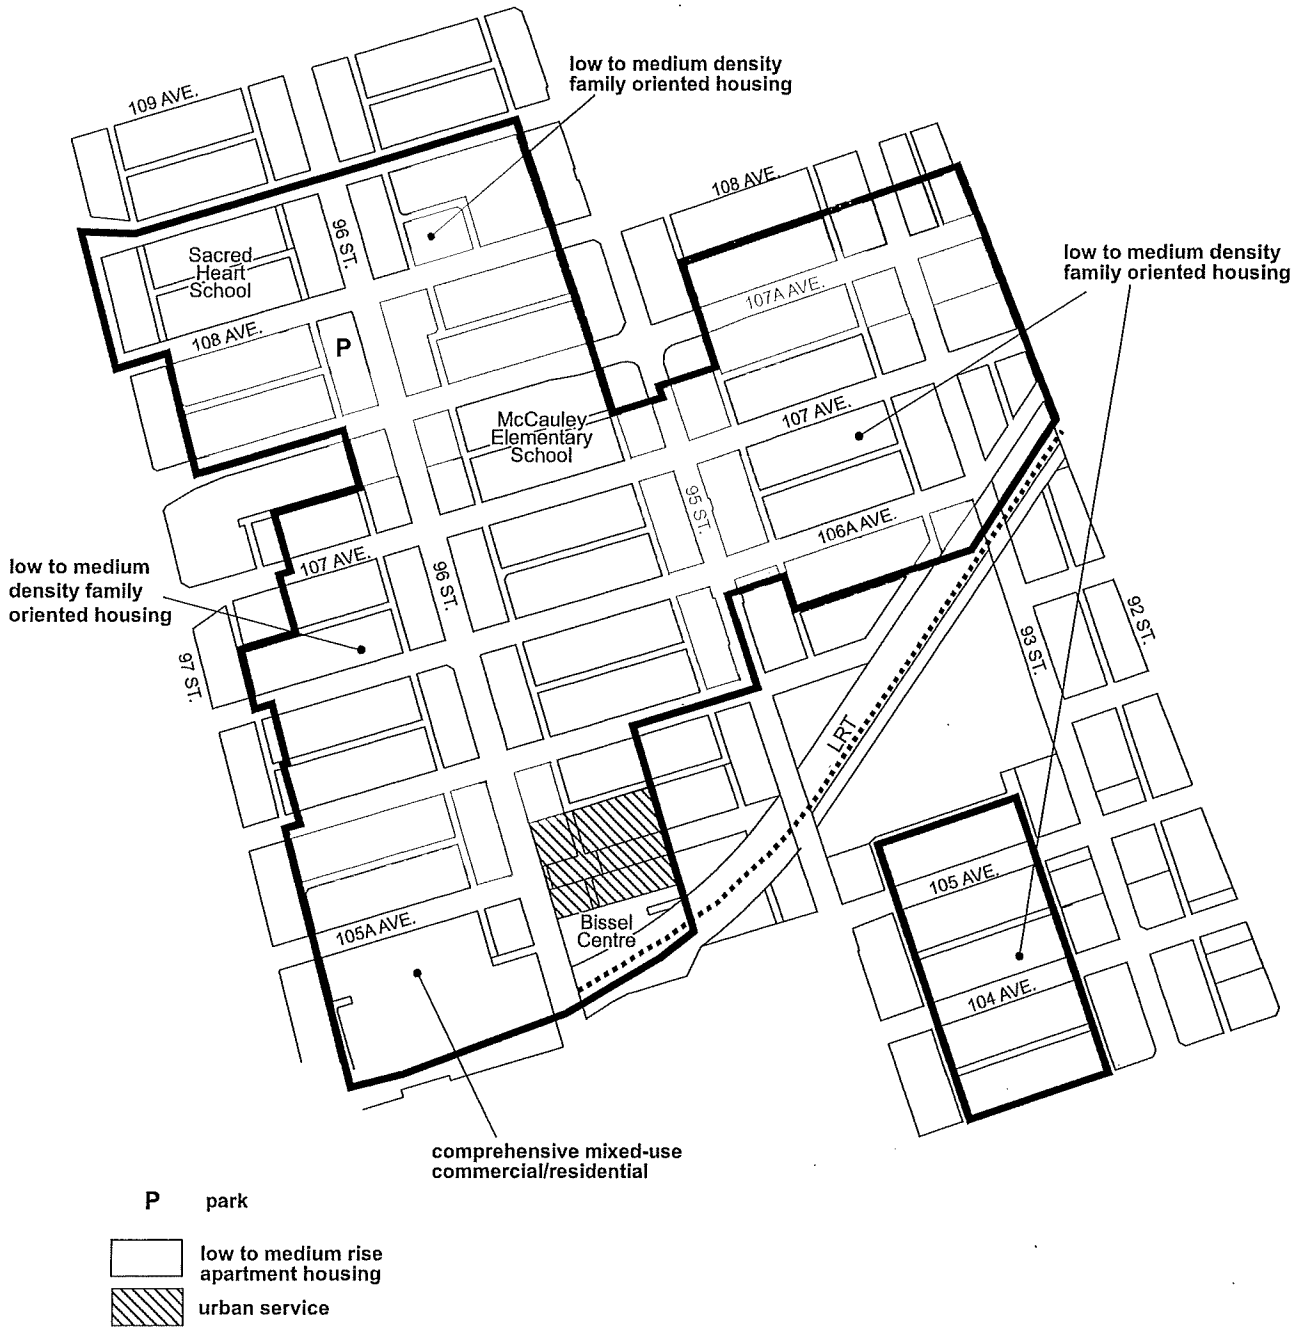 low to medium density
family oriented housing
109 AVE.
108 AVE.
96 ST.
Sacred
Heart
School
low to medium density
family oriented housing
107A AVE.
108 AVE.
P
107 AVE.
McCauley
Elementary
School
95 ST.
106A AVE.
107 AVE.
low to medium
density family
oriented housing
96 ST.
97 ST.
92 ST.
93 ST.
LRT
105 AVE.
105A AVE.
Bissel
Centre
104 AVE.
comprehensive mixed-use
commercial/residential
P park
low to medium rise
apartment housing
urban service